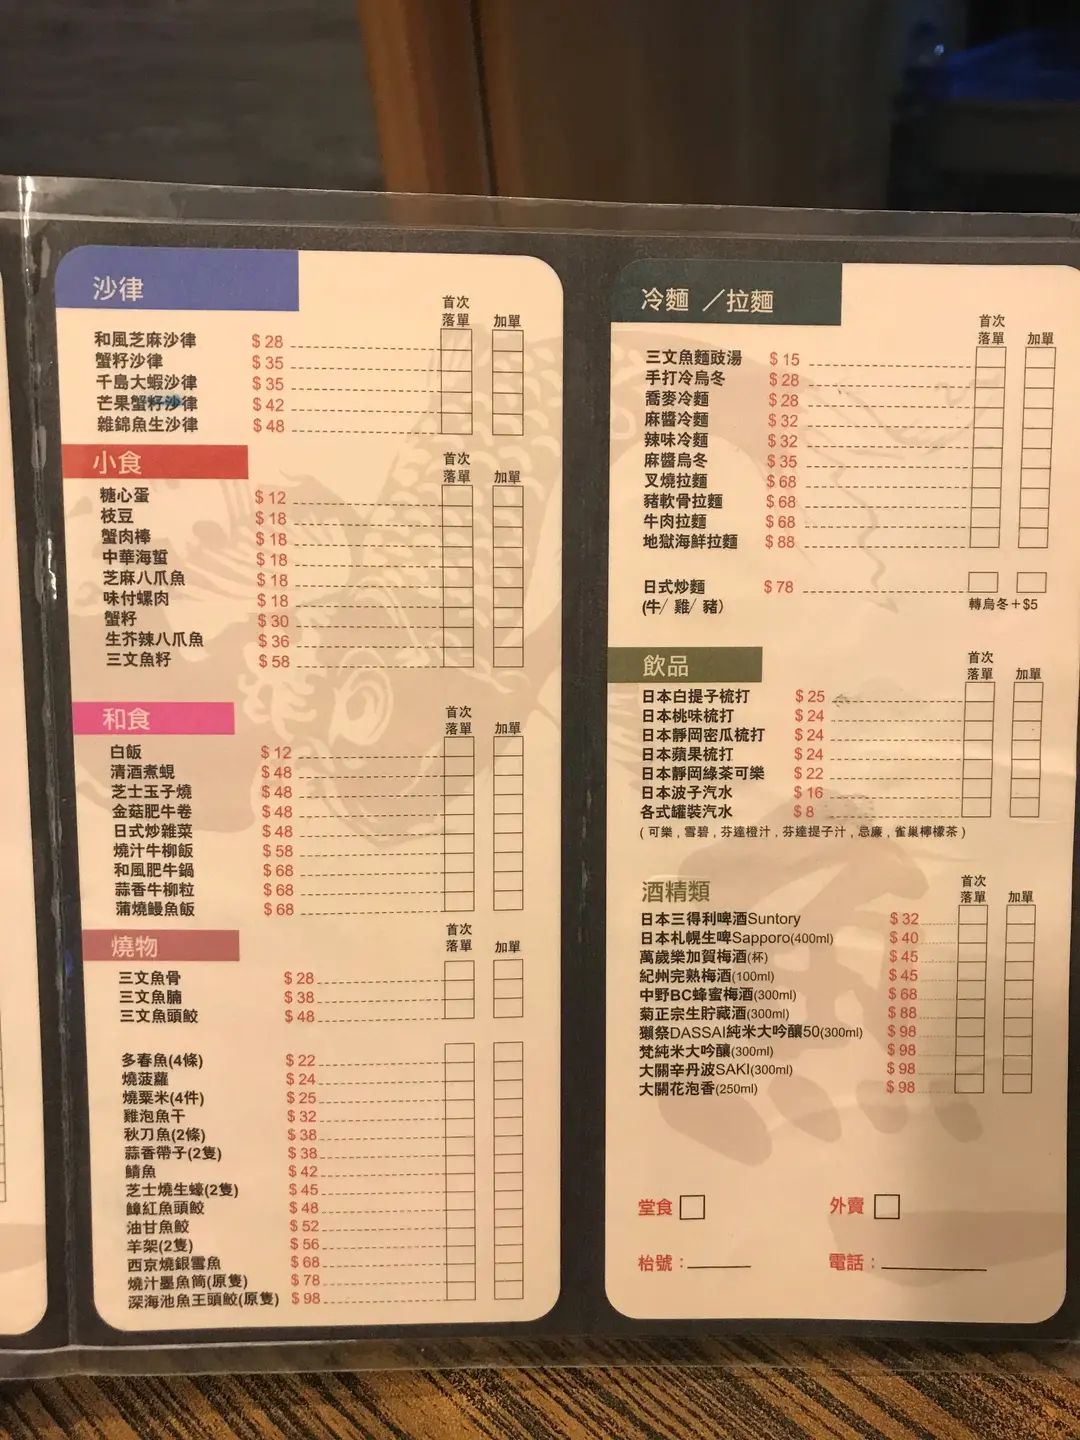 沙律
首次
落單 加單
和風芝麻沙律 $ 28
蟹籽沙律 $ 35
千島大蝦沙律 $ 35
芒果蟹籽沙律 $ 42
雜錦魚生沙律 $ 48
小食
首次
落單 加單
糖心蛋 $ 12
枝豆 $ 18
蟹肉棒 $ 18
中華海蜇 $ 18
芝麻八爪魚 $ 18
味付螺肉 $ 18
蟹籽 $ 30
生芥辣八爪魚 $ 36
三文魚籽 $ 58
和食
首次
落單 加單
白飯 $ 12
清酒煮蜆 $ 48
芝士玉子燒 $ 48
金菇肥牛卷 $ 48
日式炒雜菜 $ 48
燒汁牛柳飯 $ 58
和風肥牛鍋 $ 68
蒜香牛柳粒 $ 68
蒲燒鰻魚飯 $ 68
燒物
首次
落單 加單
三文魚骨 $ 28
三文魚腩 $ 38
三文魚頭鮫 $ 48
多春魚(4條) $ 22
燒菠蘿 $ 24
燒粟米(4件) $ 25
雞泡魚干 $ 32
秋刀魚(2條) $ 38
蒜香帶子(2隻) $ 38
鯖魚 $ 42
芝士燒生蠔(2隻) $ 45
鱆紅魚頭鮫 $ 48
油甘魚鮫 $ 52
羊架(2隻) $ 56
西京燒銀雪魚 $ 68
燒汁墨魚筒(原隻) $ 78
深海池魚王頭鮫(原隻) $ 98
冷麵 ／拉麵
首次
落單 加單
三文魚麵豉湯 $ 15
手打冷烏冬 $ 28
喬麥冷麵 $ 28
麻醬冷麵 $ 32
辣味冷麵 $ 32
麻醬烏冬 $ 35
叉燒拉麵 $ 68
豬軟骨拉麵 $ 68
牛肉拉麵 $ 68
地獄海鮮拉麵 $ 88
日式炒麵 $ 78
(牛/ 雞/ 豬) 轉烏冬+$5
飲品
首次
落單 加單
日本白提子梳打 $ 25
日本桃味梳打 $ 24
日本靜岡密瓜梳打 $ 24
日本蘋果梳打 $ 24
日本靜岡綠茶可樂 $ 22
日本波子汽水 $ 16
各式罐裝汽水 $ 8
( 可樂 , 雪碧 , 芬達橙汁 , 芬達提子汁 , 忌廉 , 雀巢檸檬茶 )
酒精類
首次
落單 加單
日本三得利啤酒Suntory $ 32
日本札幌生啤Sapporo(400ml) $ 40
萬歲樂加賀梅酒(杯) $ 45
紀州完熟梅酒(100ml) $ 45
中野BC蜂蜜梅酒(300ml) $ 68
菊正宗生貯藏酒(300ml) $ 88
獺祭DASSAI純米大吟釀50(300ml) $ 98
梵純米大吟釀(300ml) $ 98
大關辛丹波SAKI(300ml) $ 98
大關花泡香(250ml) $ 98
堂食 外賣
枱號： 電話：